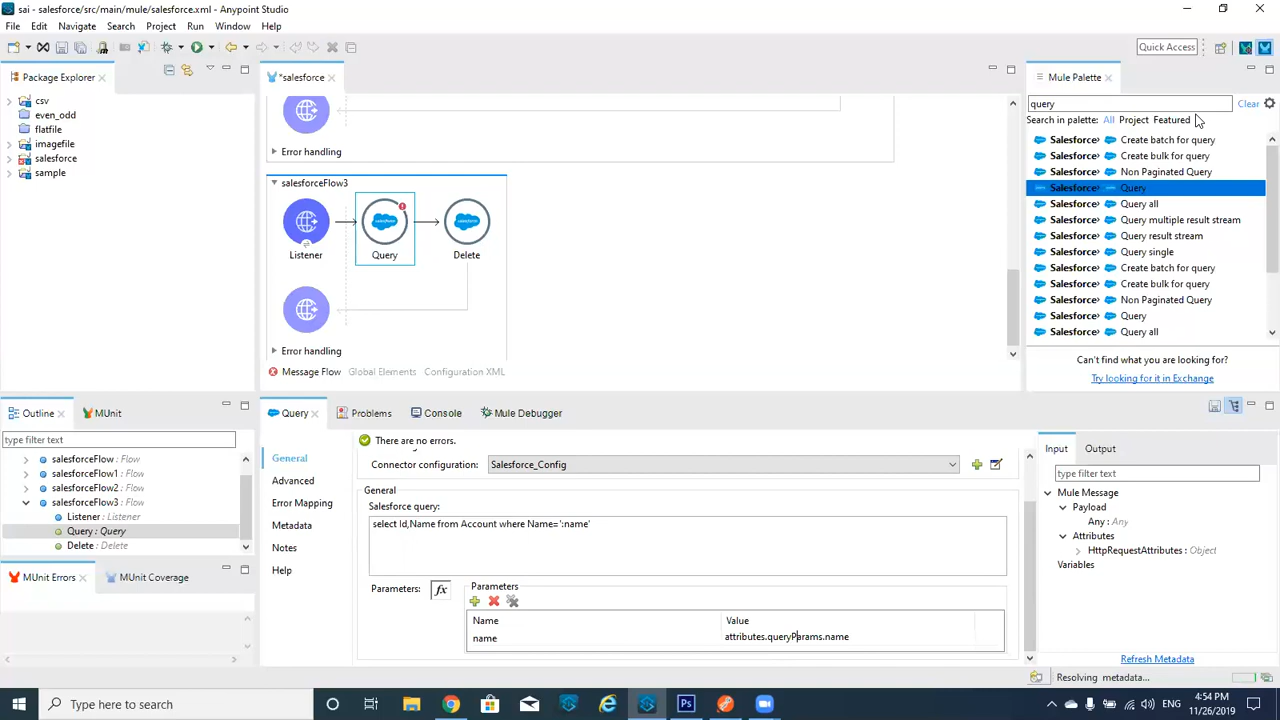 sai - salesforce/src/main/mule/salesforce.xml - Anypoint Studio
File Edit Navigate Search Project Run Window Help
Quick Access
Package Explorer
csv
even_odd
flatfile
imagefile
salesforce
sample
*salesforce
Error handling
salesforceFlow3
Listener
Query
Delete
Error handling
Message Flow Global Elements Configuration XML
Mule Palette
query
Clear
Search in palette: All Project Featured
Salesforce> Create batch for query
Salesforce> Create bulk for query
Salesforce> Non Paginated Query
Salesforce> Query
Salesforce> Query all
Salesforce> Query multiple result stream
Salesforce> Query result stream
Salesforce> Query single
Salesforce> Create batch for query
Salesforce> Create bulk for query
Salesforce> Non Paginated Query
Salesforce> Query
Salesforce> Query all
Can't find what you are looking for?
Try looking for it in Exchange
Outline
MUnit
type filter text
salesforceFlow : Flow
salesforceFlow1 : Flow
salesforceFlow2 : Flow
salesforceFlow3 : Flow
Listener : Listener
Query : Query
Delete : Delete
MUnit Errors
MUnit Coverage
Query
Problems
Console
Mule Debugger
There are no errors.
General
Advanced
Error Mapping
Metadata
Notes
Help
Connector configuration: Salesforce_Config
General
Salesforce query:
select Id,Name from Account where Name=':name'
Parameters: fx
Parameters
Name Value
name attributes.queryParams.name
Input
Output
type filter text
Mule Message
Payload
Any : Any
Attributes
HttpRequestAttributes : Object
Variables
Refresh Metadata
Resolving metadata...
Type here to search
ENG
4:54 PM
11/26/2019